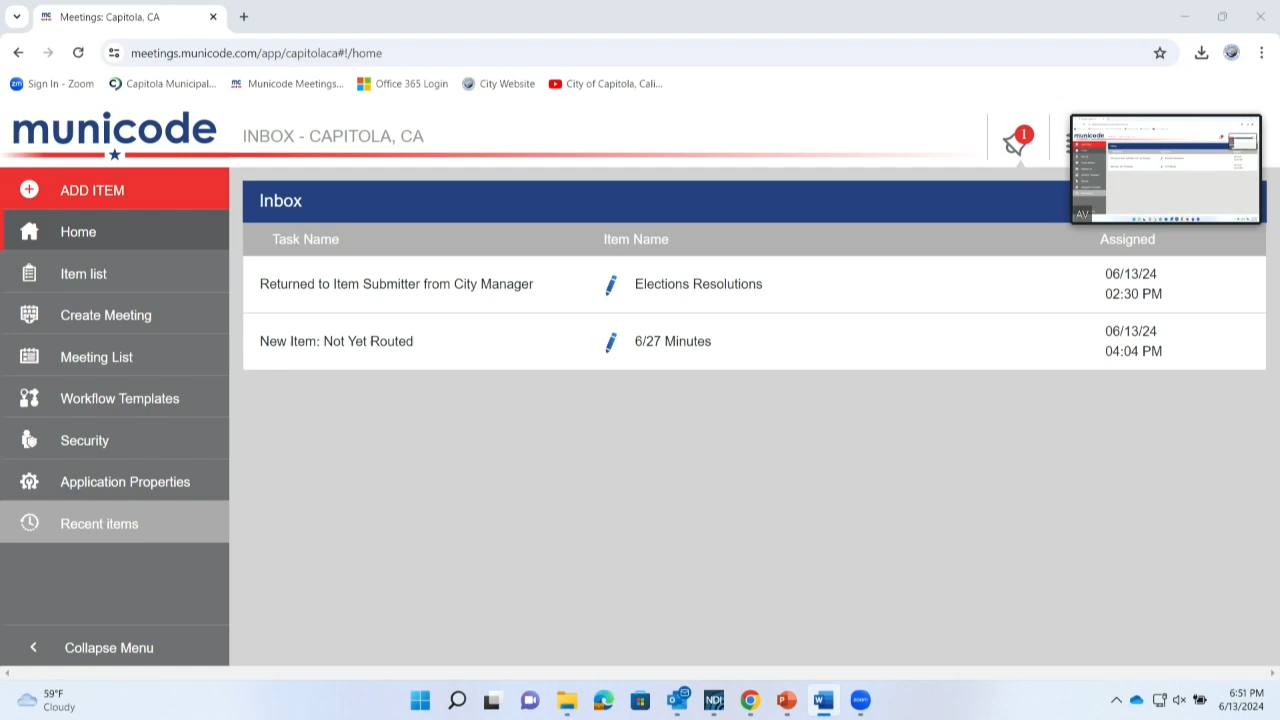 Meetings: Capitola, CA
meetings.municode.com/app/capitolaca#!/home
Sign In - Zoom
Capitola Municipal...
Municode Meetings...
Office 365 Login
City Website
City of Capitola, Cali...
municode
INBOX - CAPITOLA, CA
1
AV
ADD ITEM
Home
Item list
Create Meeting
Meeting List
Workflow Templates
Security
Application Properties
Recent items
Collapse Menu
Inbox
Task Name Item Name Assigned
Returned to Item Submitter from City Manager Elections Resolutions 06/13/24
02:30 PM
New Item: Not Yet Routed 6/27 Minutes 06/13/24
04:04 PM
59°F
Cloudy
6:51 PM
6/13/2024